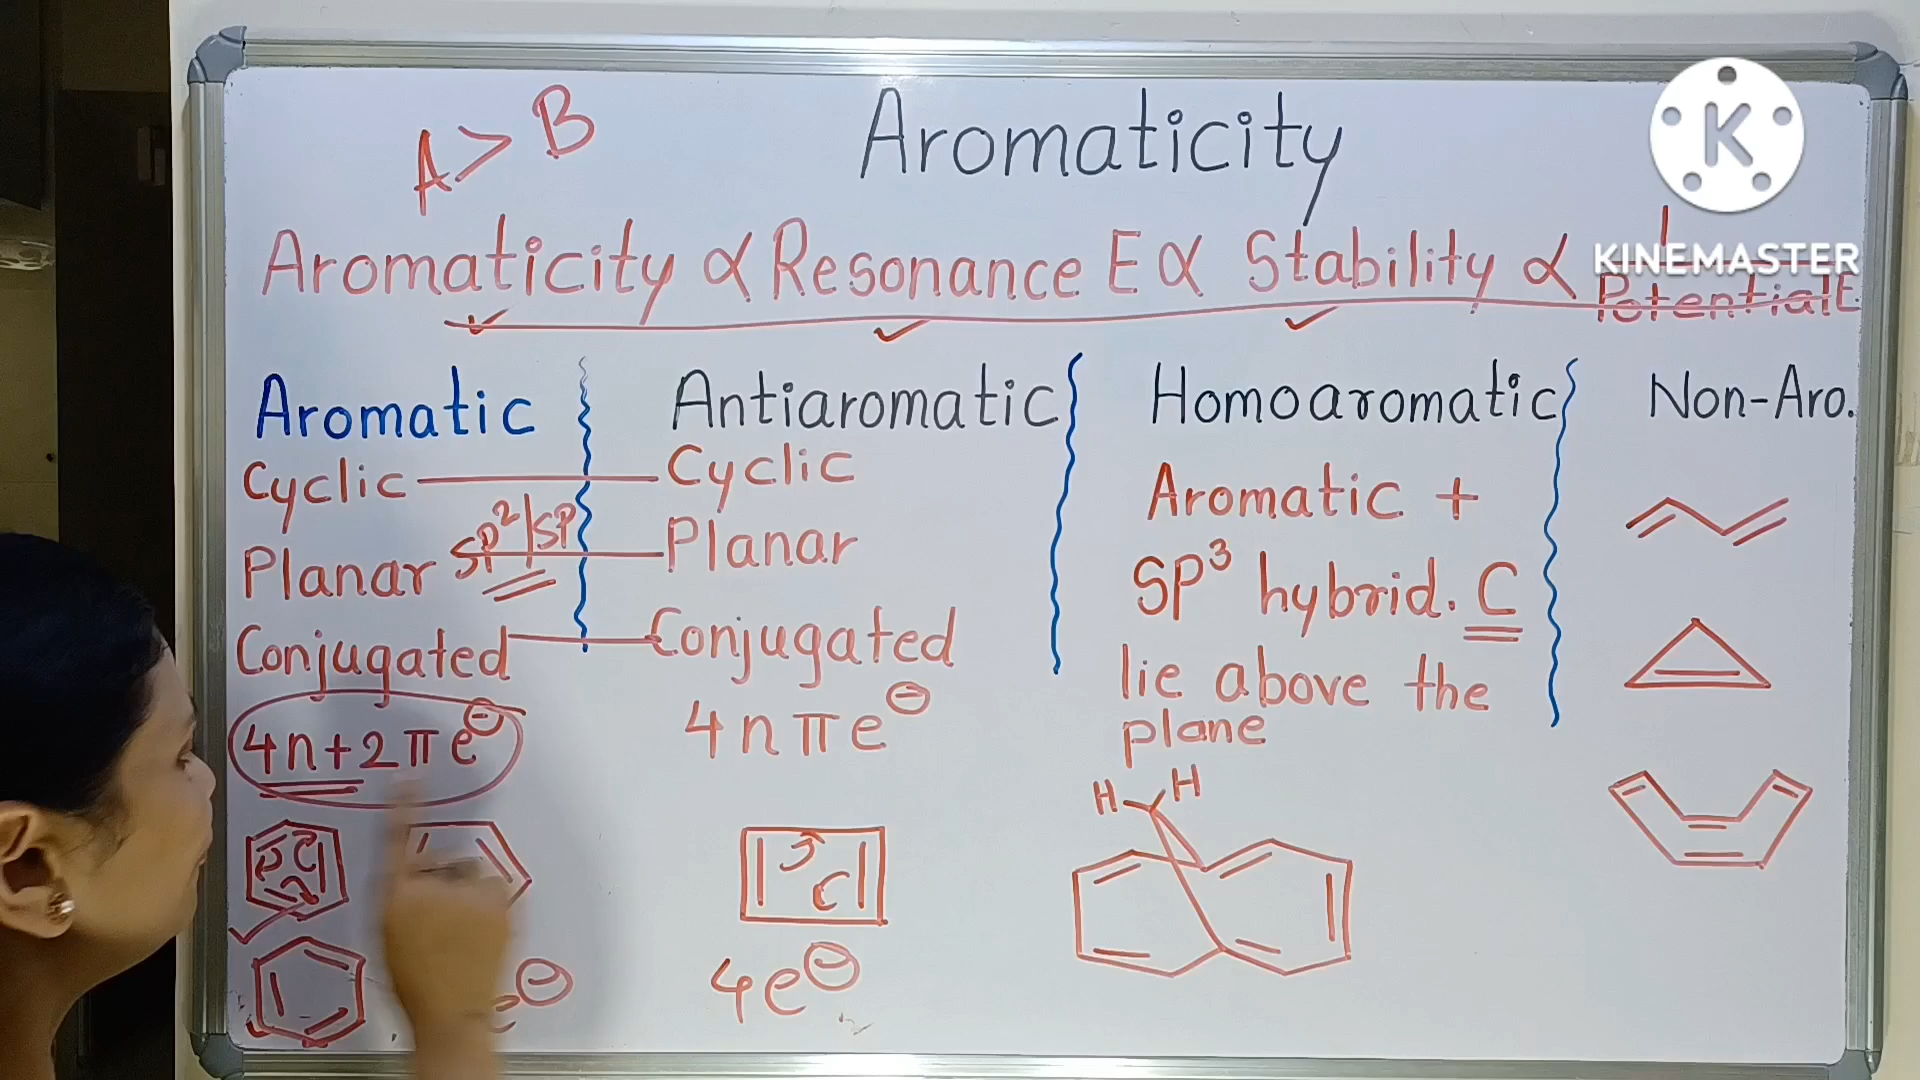 A > B
Aromaticity
K
KINEMASTER
Aromaticity ∝ Resonance E ∝ Stability ∝ 1
Potential E
Aromatic
Cyclic
Planar SP²/SP
Conjugated
4n+2πe⊖
e⊖
Antiaromatic
Cyclic
Planar
Conjugated
4nπe⊖
4e⊖
Homoaromatic
Aromatic +
SP³ hybrid. C
lie above the
plane
H H
Non-Aro.